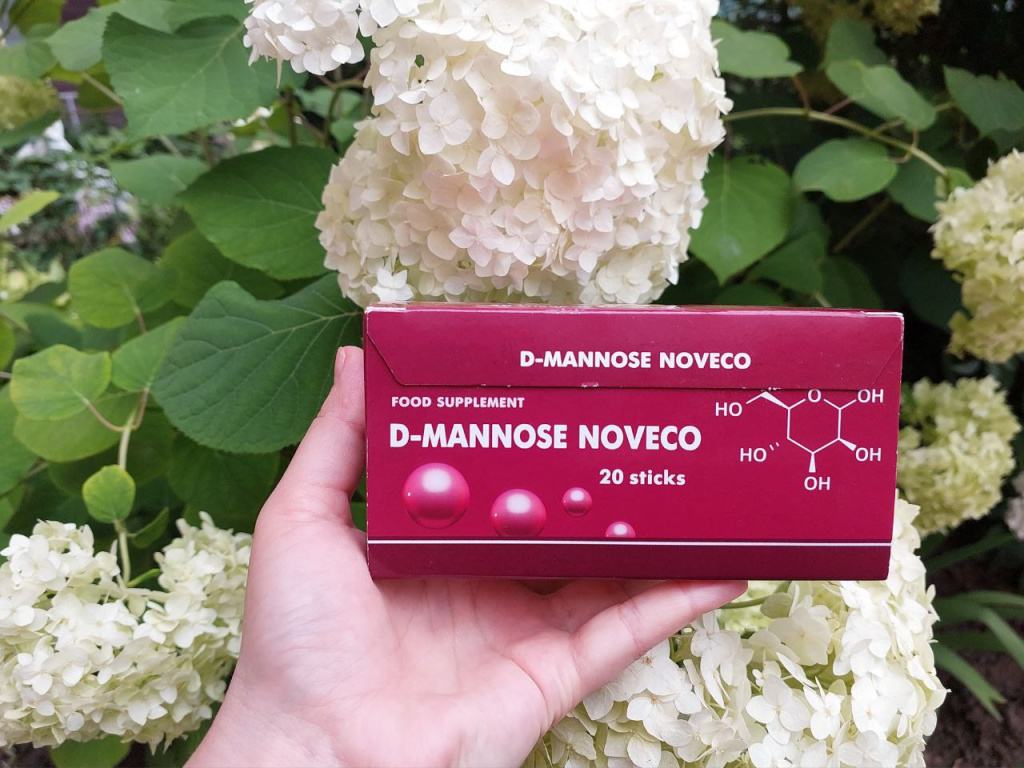 D-MANNOSE NOVECO
FOOD SUPPLEMENT
D-MANNOSE NOVECO
20 sticks
HO
O
OH
HO
OH
OH